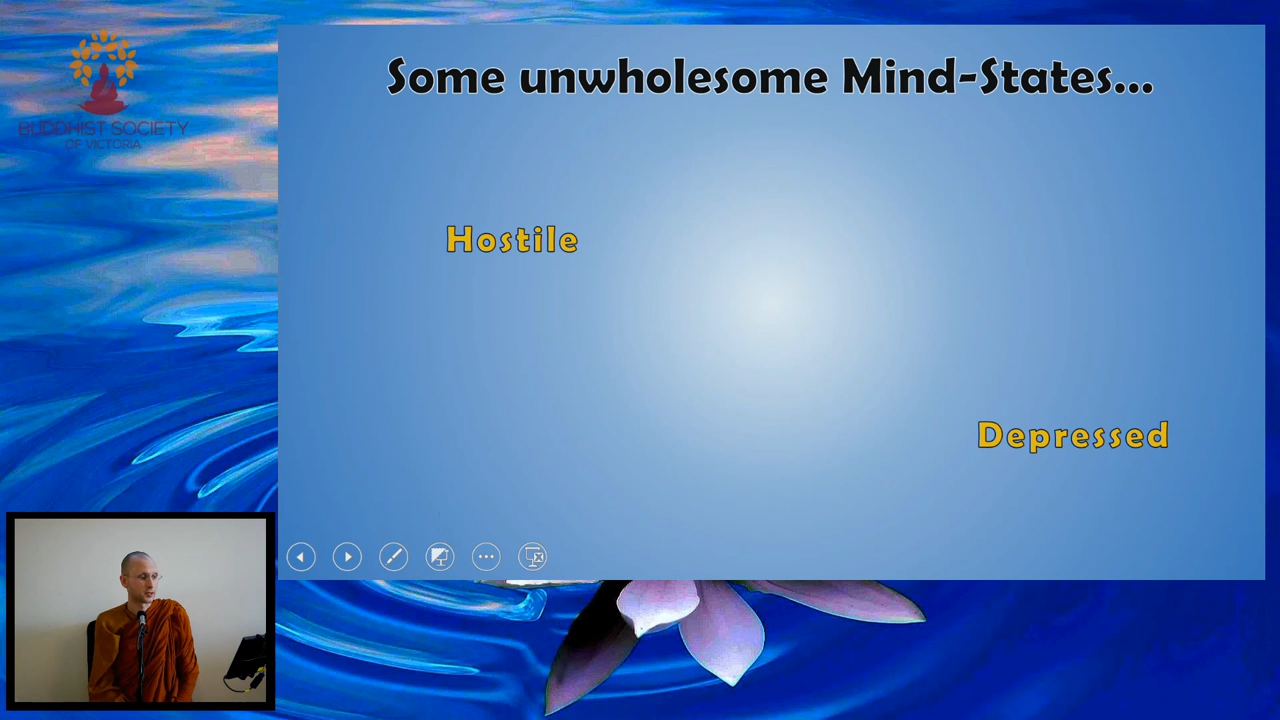 BUDDHIST SOCIETY
OF VICTORIA
Some unwholesome Mind-States...
Hostile
Depressed